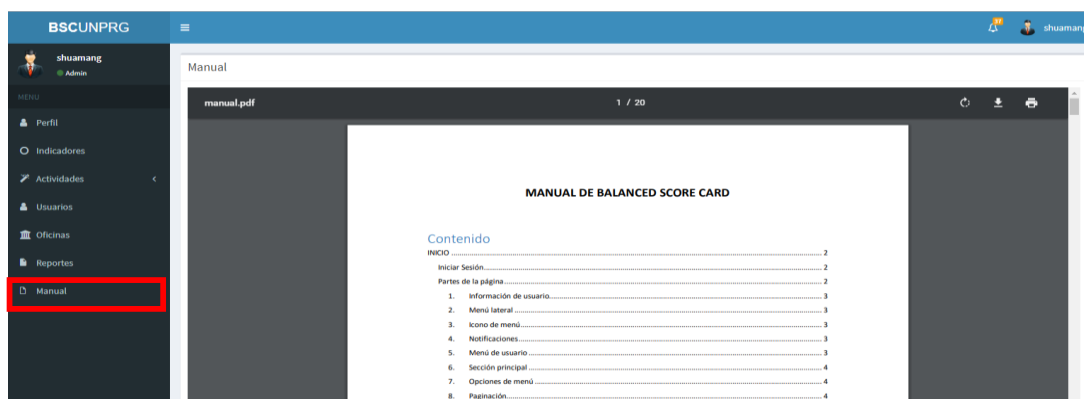 BSCUNPRG
shuamang
shuamang
Admin
MENU
Perfil
Indicadores
Actividades
Usuarios
Oficinas
Reportes
Manual
Manual
manual.pdf 1 / 20
MANUAL DE BALANCED SCORE CARD
Contenido
INICIO 2
Iniciar Sesión 2
Partes de la página 2
1. Información de usuario 3
2. Menú lateral 3
3. Icono de menú 3
4. Notificaciones 3
5. Menú de usuario 3
6. Sección principal 4
7. Opciones de menú 4
8. Paginación 4